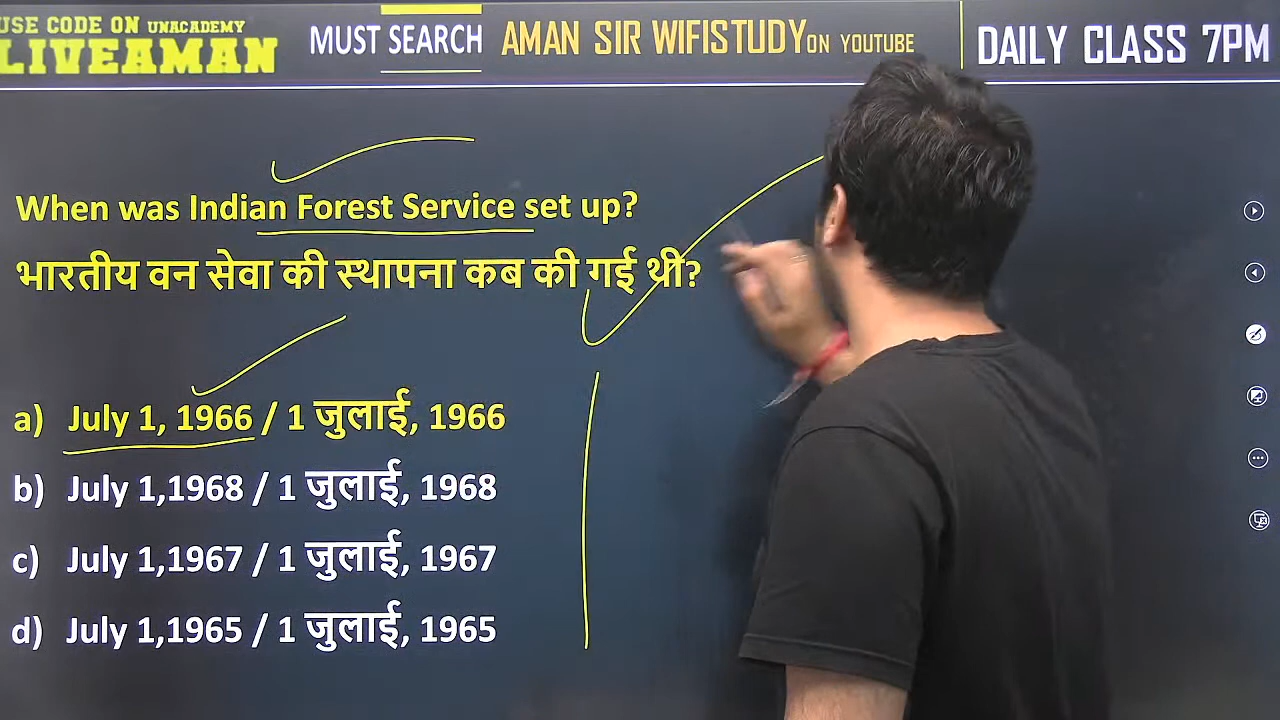 USE CODE ON UNACADEMY
LIVEAMAN
MUST SEARCH
AMAN SIR WIFISTUDY ON YOUTUBE
DAILY CLASS 7PM
When was Indian Forest Service set up?
भारतीय वन सेवा की स्थापना कब की गई थी?
a) July 1, 1966 / 1 जुलाई, 1966
b) July 1,1968 / 1 जुलाई, 1968
c) July 1,1967 / 1 जुलाई, 1967
d) July 1,1965 / 1 जुलाई, 1965